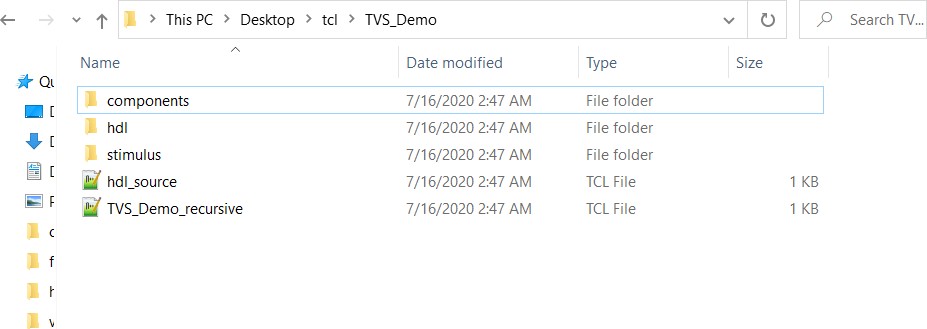 This PC > Desktop > tcl > TVS_Demo
Search TV...
Name Date modified Type Size
components 7/16/2020 2:47 AM File folder
hdl 7/16/2020 2:47 AM File folder
stimulus 7/16/2020 2:47 AM File folder
hdl_source 7/16/2020 2:47 AM TCL File 1 KB
TVS_Demo_recursive 7/16/2020 2:47 AM TCL File 1 KB